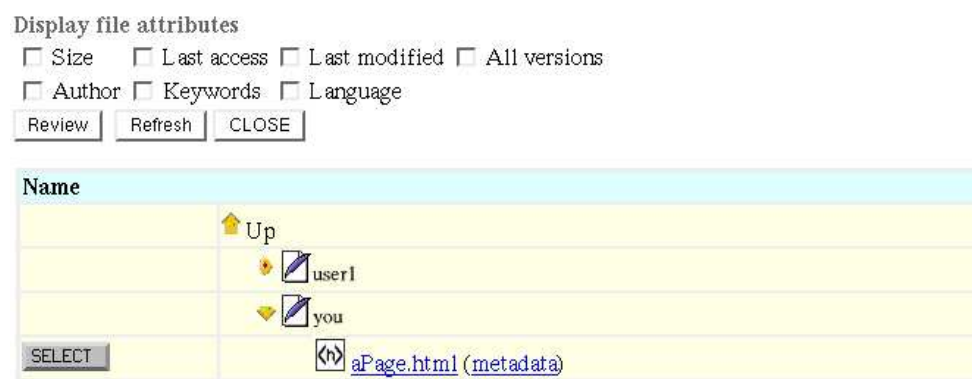 Display file attributes
Size Last access Last modified All versions
Author Keywords Language
Review Refresh CLOSE
Name
Up
user1
you
SELECT <h> aPage.html (metadata)